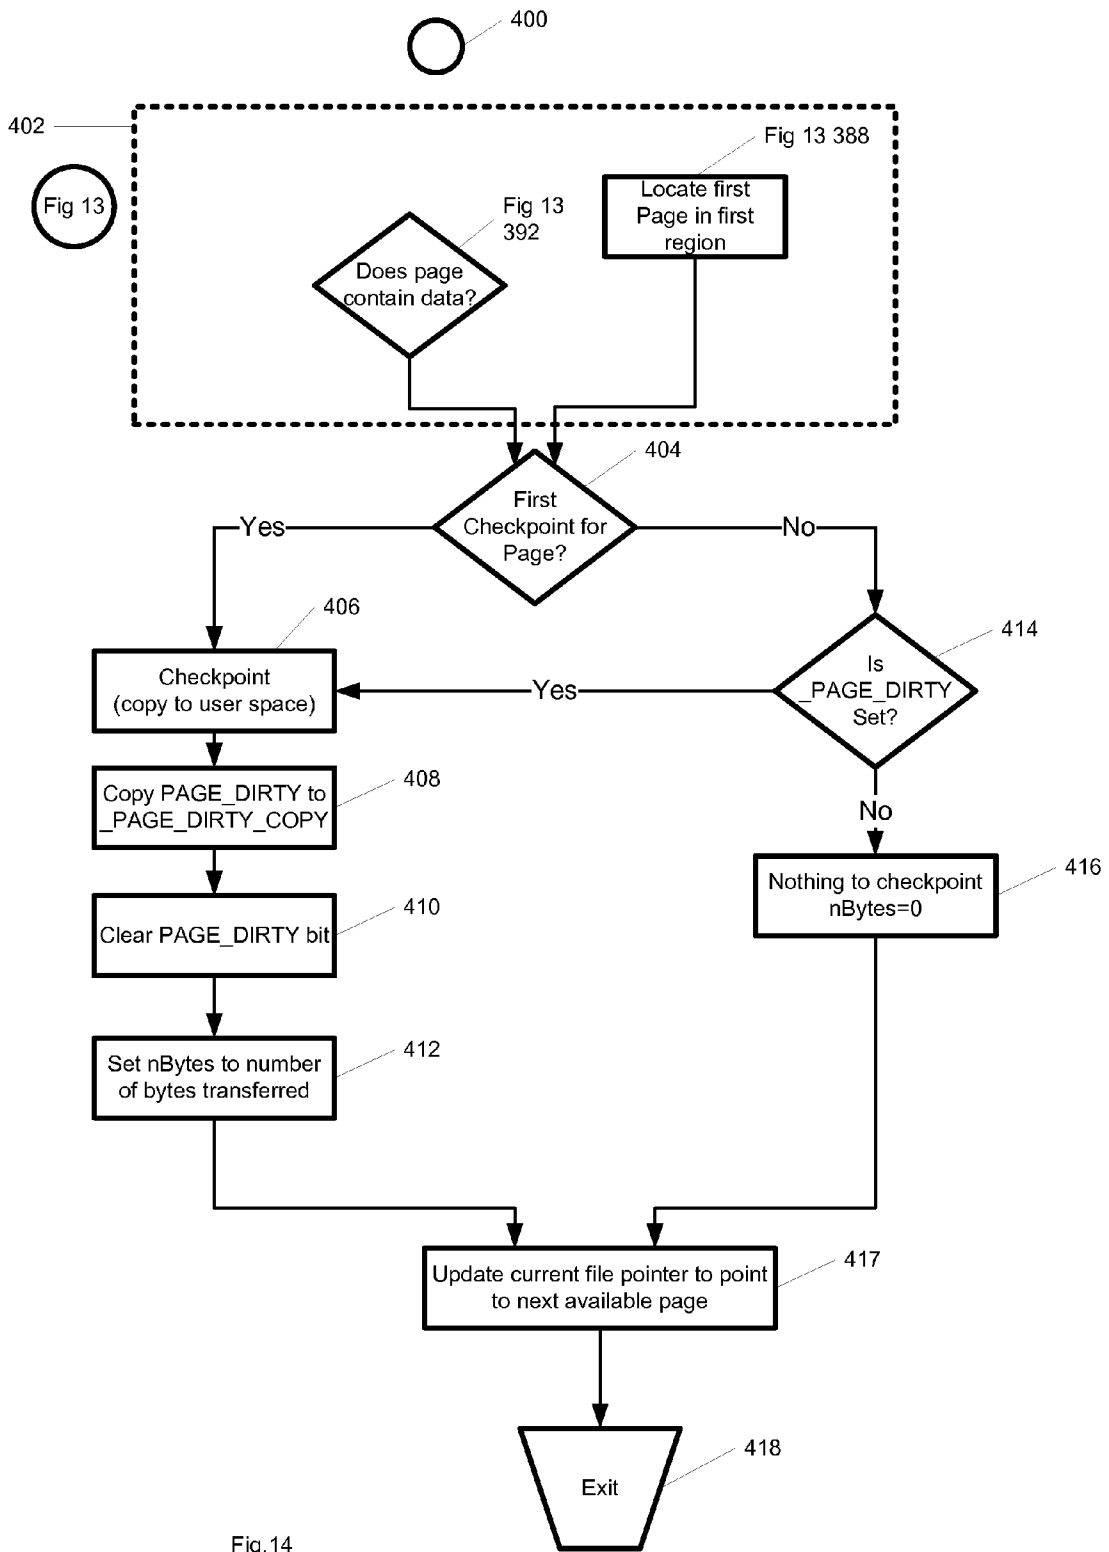 400
402
Fig 13 388
Fig 13
Locate first
Page in first
region
Fig 13
392
Does page
contain data?
404
First
Checkpoint for
Page?
Yes
No
406
414
Checkpoint
(copy to user space)
Yes
Is
_PAGE_DIRTY
Set?
408
Copy PAGE_DIRTY to
_PAGE_DIRTY_COPY
No
416
Nothing to checkpoint
nBytes=0
410
Clear PAGE_DIRTY bit
412
Set nBytes to number
of bytes transferred
417
Update current file pointer to point
to next available page
418
Exit
Fig.14